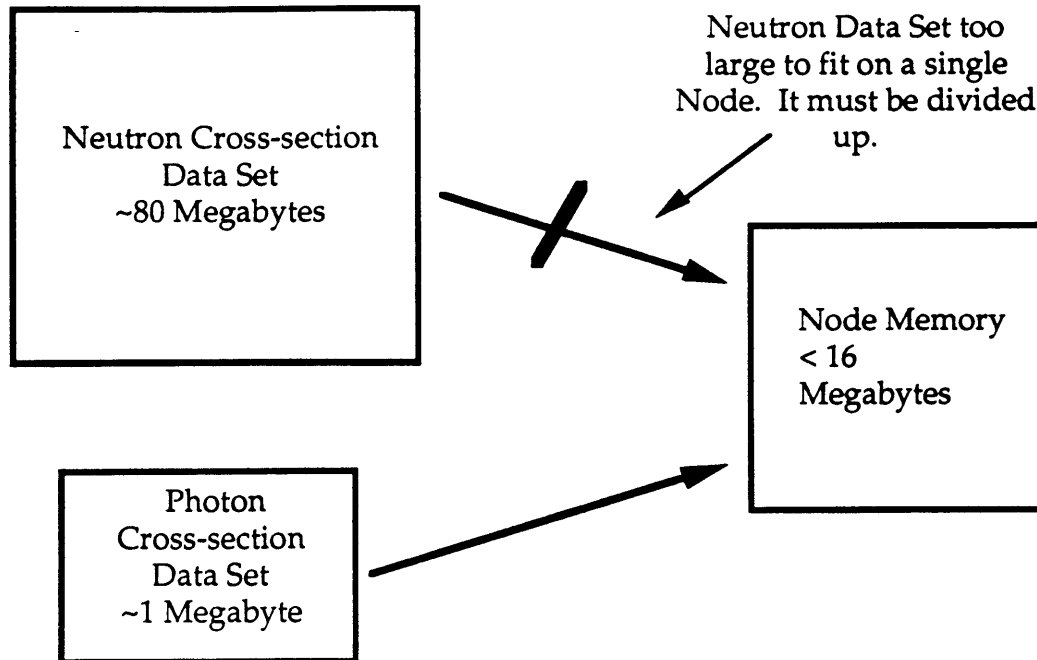 Neutron Cross-section
Data Set
~80 Megabytes
Neutron Data Set too
large to fit on a single
Node. It must be divided
up.
Node Memory
< 16
Megabytes
Photon
Cross-section
Data Set
~1 Megabyte